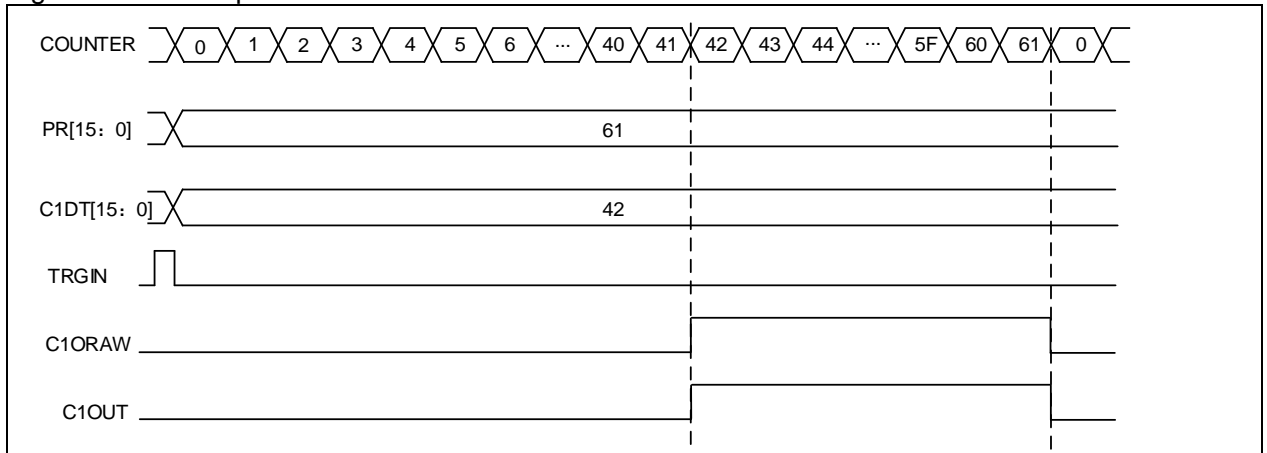 COUNTER 0 1 2 3 4 5 6 ... 40 41 42 43 44 ... 5F 60 61 0
PR[15：0] 61
C1DT[15：0] 42
TRGIN
C1ORAW
C1OUT